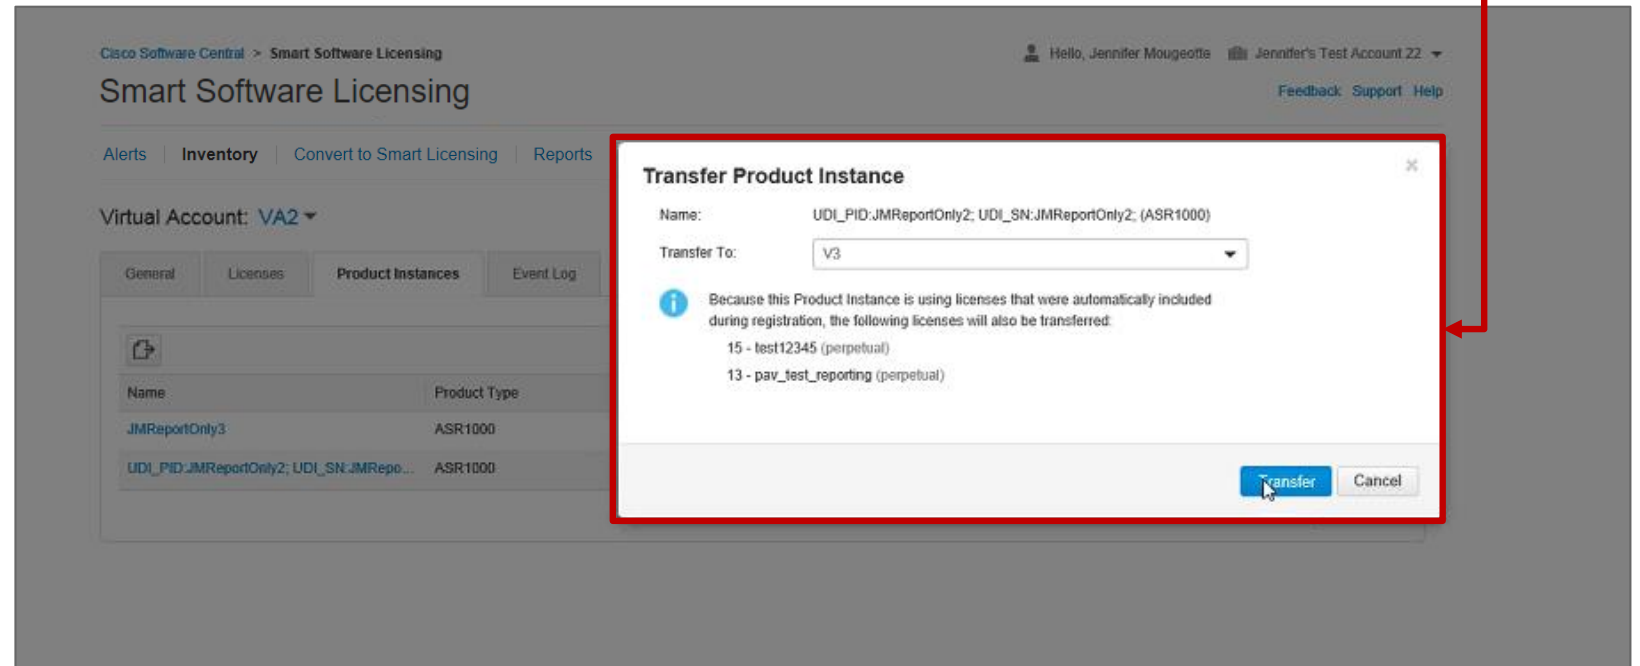 Cisco Software Central > Smart Software Licensing
Hello, Jennifer Mougeotte Jennifer's Test Account 22
Smart Software Licensing
Feedback Support Help
Alerts Inventory Convert to Smart Licensing Reports
Virtual Account: VA2
General Licenses Product Instances Event Log
Name Product Type
JMReportOnly3 ASR1000
UDI_PID:JMReportOnly2; UDI_SN:JMRepo... ASR1000
Transfer Product Instance
Name: UDI_PID:JMReportOnly2; UDI_SN:JMReportOnly2; (ASR1000)
Transfer To: V3
Because this Product Instance is using licenses that were automatically included
during registration, the following licenses will also be transferred:
15 - test12345 (perpetual)
13 - pav_test_reporting (perpetual)
Transfer Cancel